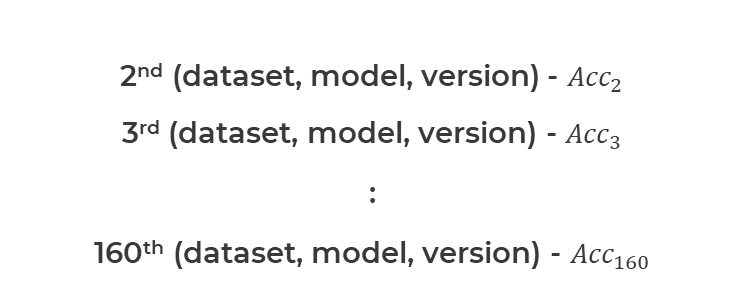 2ⁿᵈ (dataset, model, version) - Acc₂
3ʳᵈ (dataset, model, version) - Acc₃
:
160ᵗʰ (dataset, model, version) - Acc₁₆₀